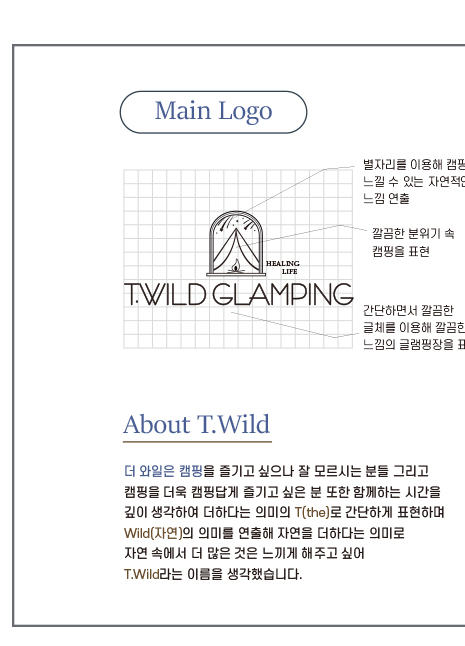 Main Logo
별자리를 이용해 캠핑
느낄 수 있는 자연적인
느낌 연출
깔끔한 분위기 속
캠핑을 표현
HEALING
LIFE
T.WILD GLAMPING
간단하면서 깔끔한
글체를 이용해 깔끔한
느낌의 글램핑장을 표
About T.Wild
더 와일은 캠핑을 즐기고 싶으나 잘 모르시는 분들 그리고
캠핑을 더욱 캠핑답게 즐기고 싶은 분 또한 함께하는 시간을
깊이 생각하여 더하다는 의미의 T(the)로 간단하게 표현하며
Wild(자연)의 의미를 연출해 자연을 더하다는 의미로
자연 속에서 더 많은 것은 느끼게 해주고 싶어
T.Wild라는 이름을 생각했습니다.